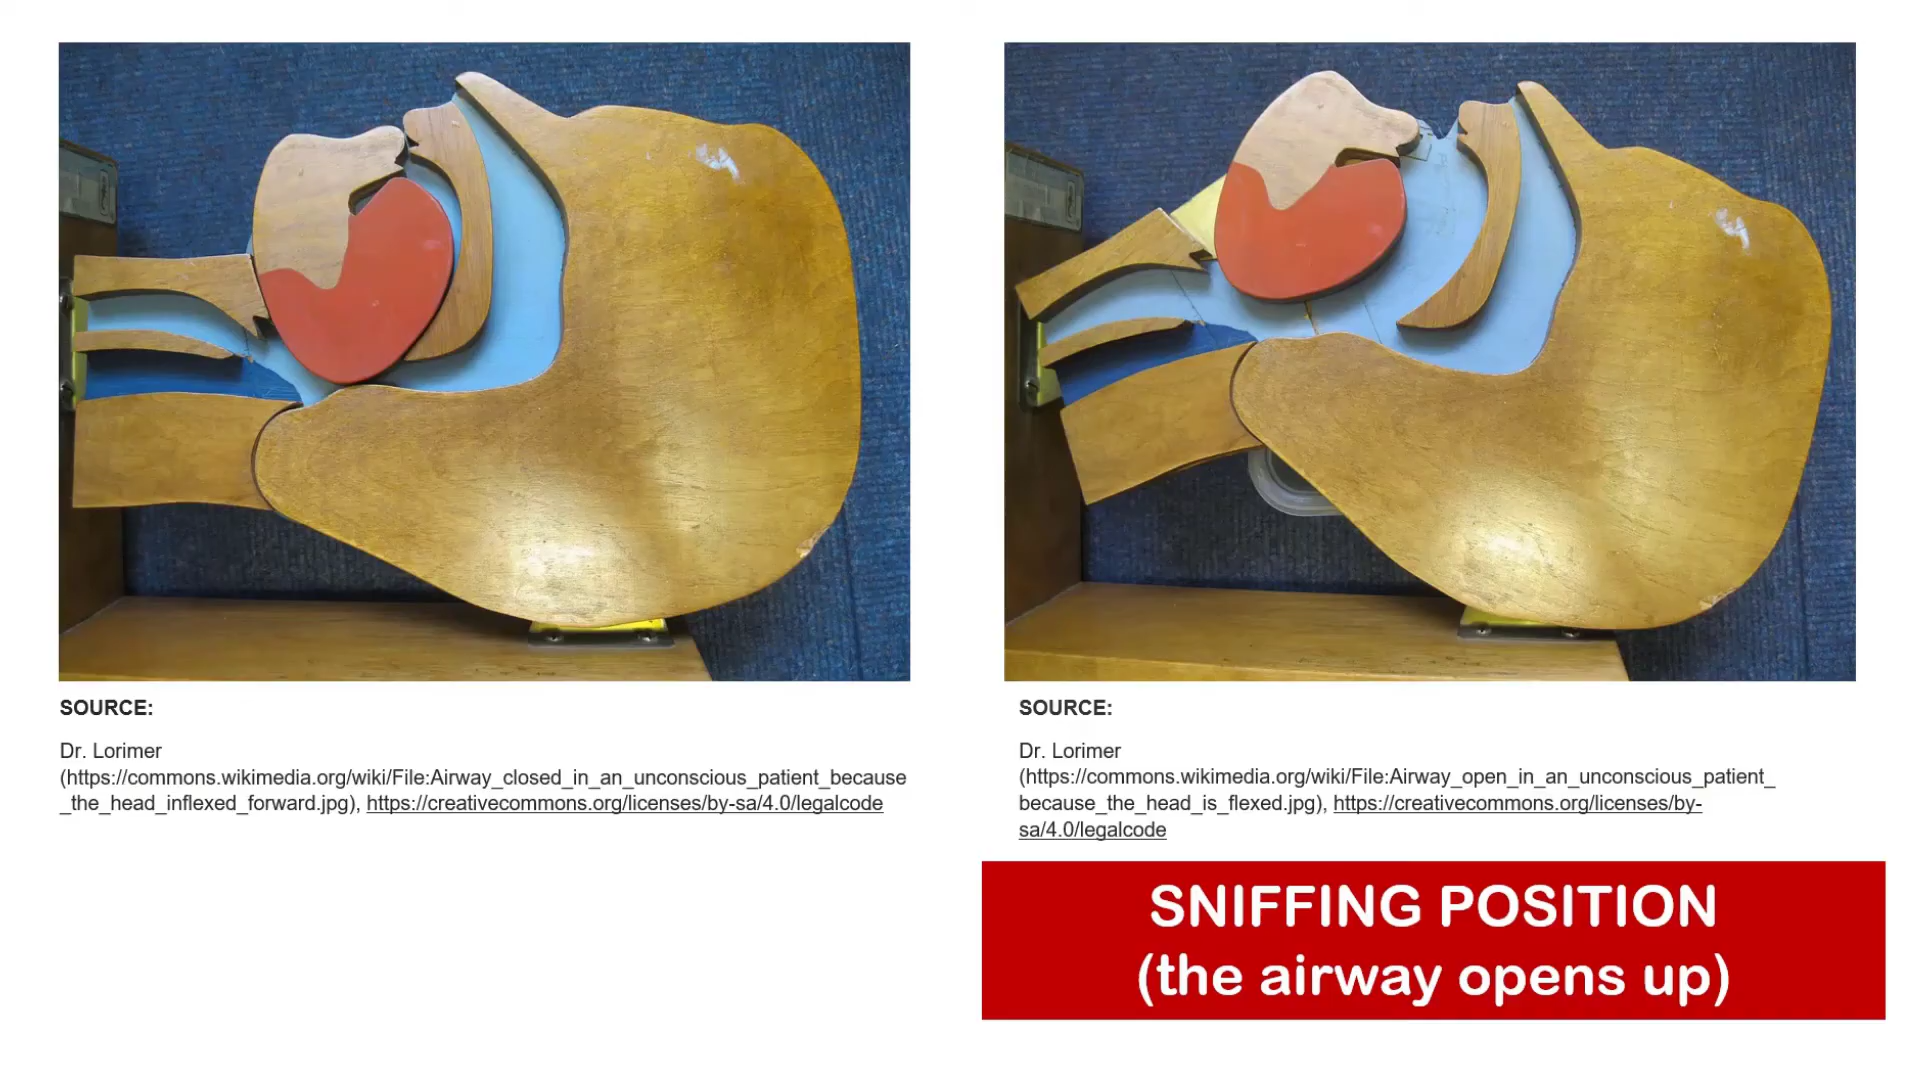 SOURCE:
Dr. Lorimer
(https://commons.wikimedia.org/wiki/File:Airway_closed_in_an_unconscious_patient_because
_the_head_inflexed_forward.jpg), https://creativecommons.org/licenses/by-sa/4.0/legalcode
SOURCE:
Dr. Lorimer
(https://commons.wikimedia.org/wiki/File:Airway_open_in_an_unconscious_patient_
because_the_head_is_flexed.jpg), https://creativecommons.org/licenses/by-
sa/4.0/legalcode
SNIFFING POSITION
(the airway opens up)